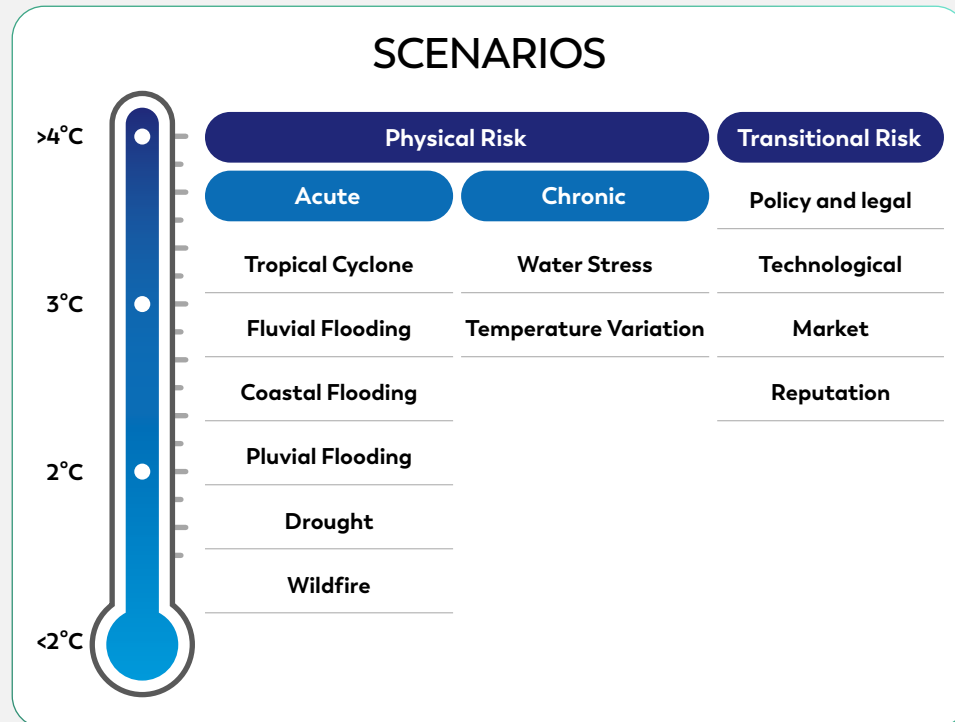 SCENARIOS
>4°C
3°C
2°C
<2°C
Physical Risk
Acute
Tropical Cyclone
Fluvial Flooding
Coastal Flooding
Pluvial Flooding
Drought
Wildfire
Chronic
Water Stress
Temperature Variation
Transitional Risk
Policy and legal
Technological
Market
Reputation